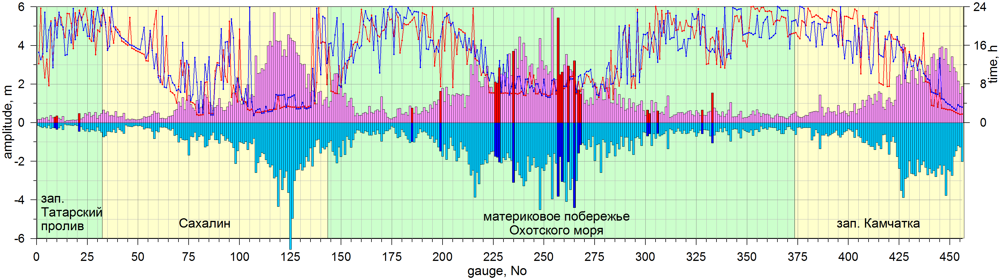 6
4
2
0
-2
-4
-6
amplitude, m
24
16
8
0
time, h
зап.
Татарский
пролив
Сахалин
материковое побережье
Охотского моря
зап. Камчатка
0 25 50 75 100 125 150 175 200 225 250 275 300 325 350 375 400 425 450
gauge, No